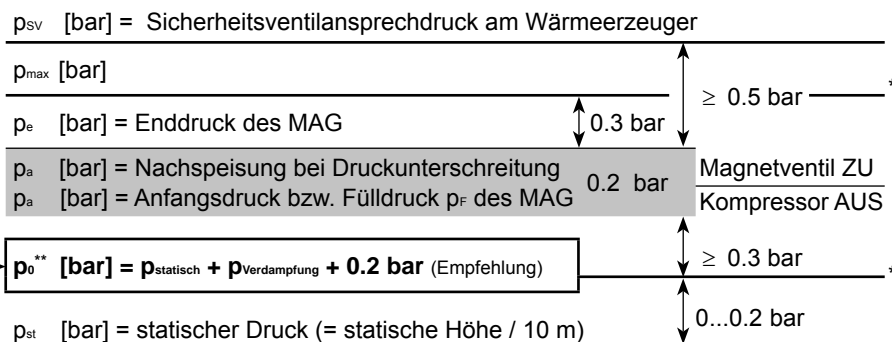 pSV [bar] = Sicherheitsventilansprechdruck am Wärmeerzeuger
pmax [bar]
≥ 0.5 bar
*
pe [bar] = Enddruck des MAG
0.3 bar
pa [bar] = Nachspeisung bei Druckunterschreitung
pa [bar] = Anfangsdruck bzw. Fülldruck pF des MAG
0.2 bar
Magnetventil ZU
Kompressor AUS
p0** [bar] = pstatisch + pVerdampfung + 0.2 bar (Empfehlung)
≥ 0.3 bar
*
pst [bar] = statischer Druck (= statische Höhe / 10 m)
0...0.2 bar